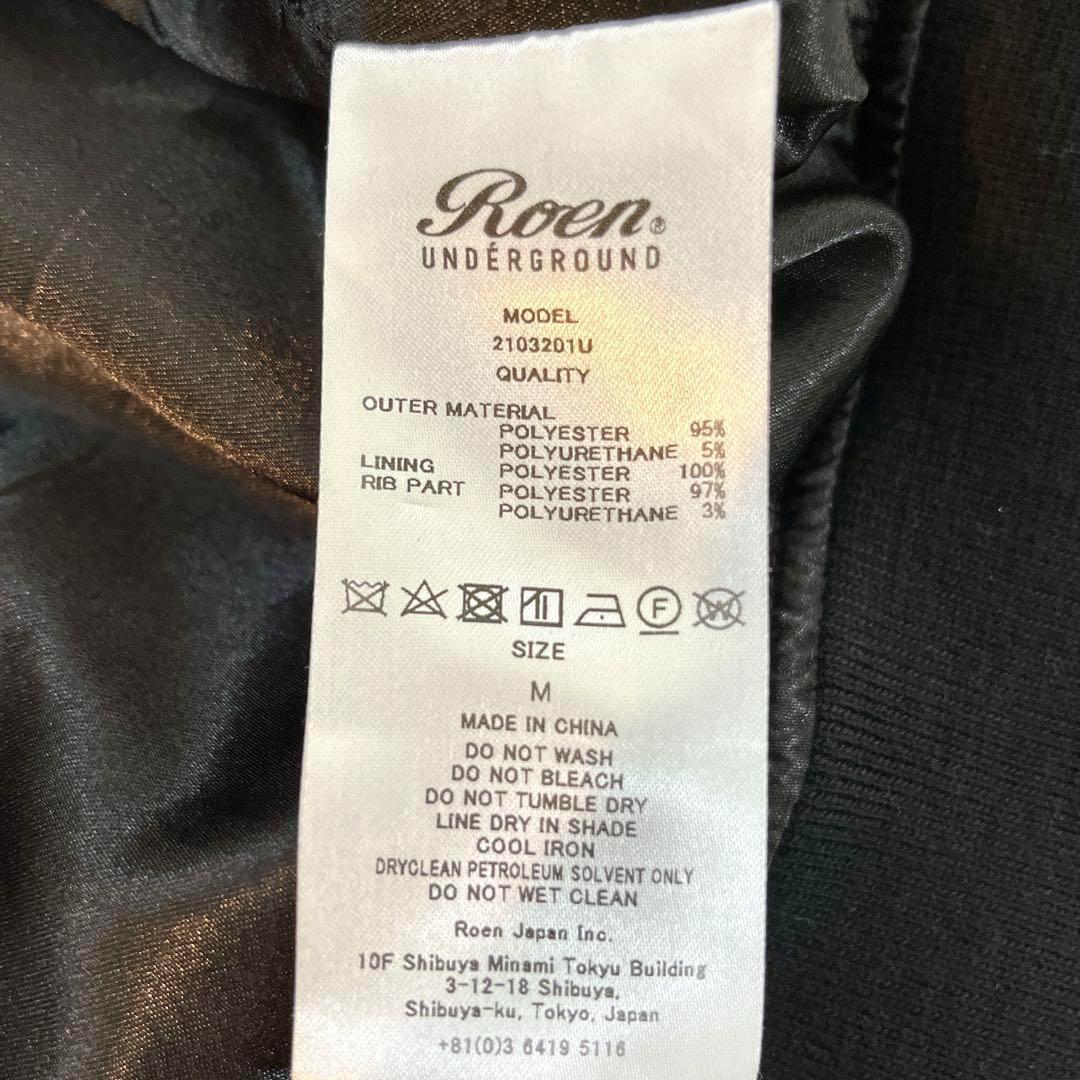 Roen®
UNDÉRGROUND
MODEL
2103201U
QUALITY
OUTER MATERIAL
POLYESTER 95%
POLYURETHANE 5%
LINING POLYESTER 100%
RIB PART POLYESTER 97%
POLYURETHANE 3%
F W
SIZE
M
MADE IN CHINA
DO NOT WASH
DO NOT BLEACH
DO NOT TUMBLE DRY
LINE DRY IN SHADE
COOL IRON
DRYCLEAN PETROLEUM SOLVENT ONLY
DO NOT WET CLEAN
Roen Japan Inc.
10F Shibuya Minami Tokyu Building
3-12-18 Shibuya,
Shibuya-ku, Tokyo, Japan
+81(0)3 6419 5116